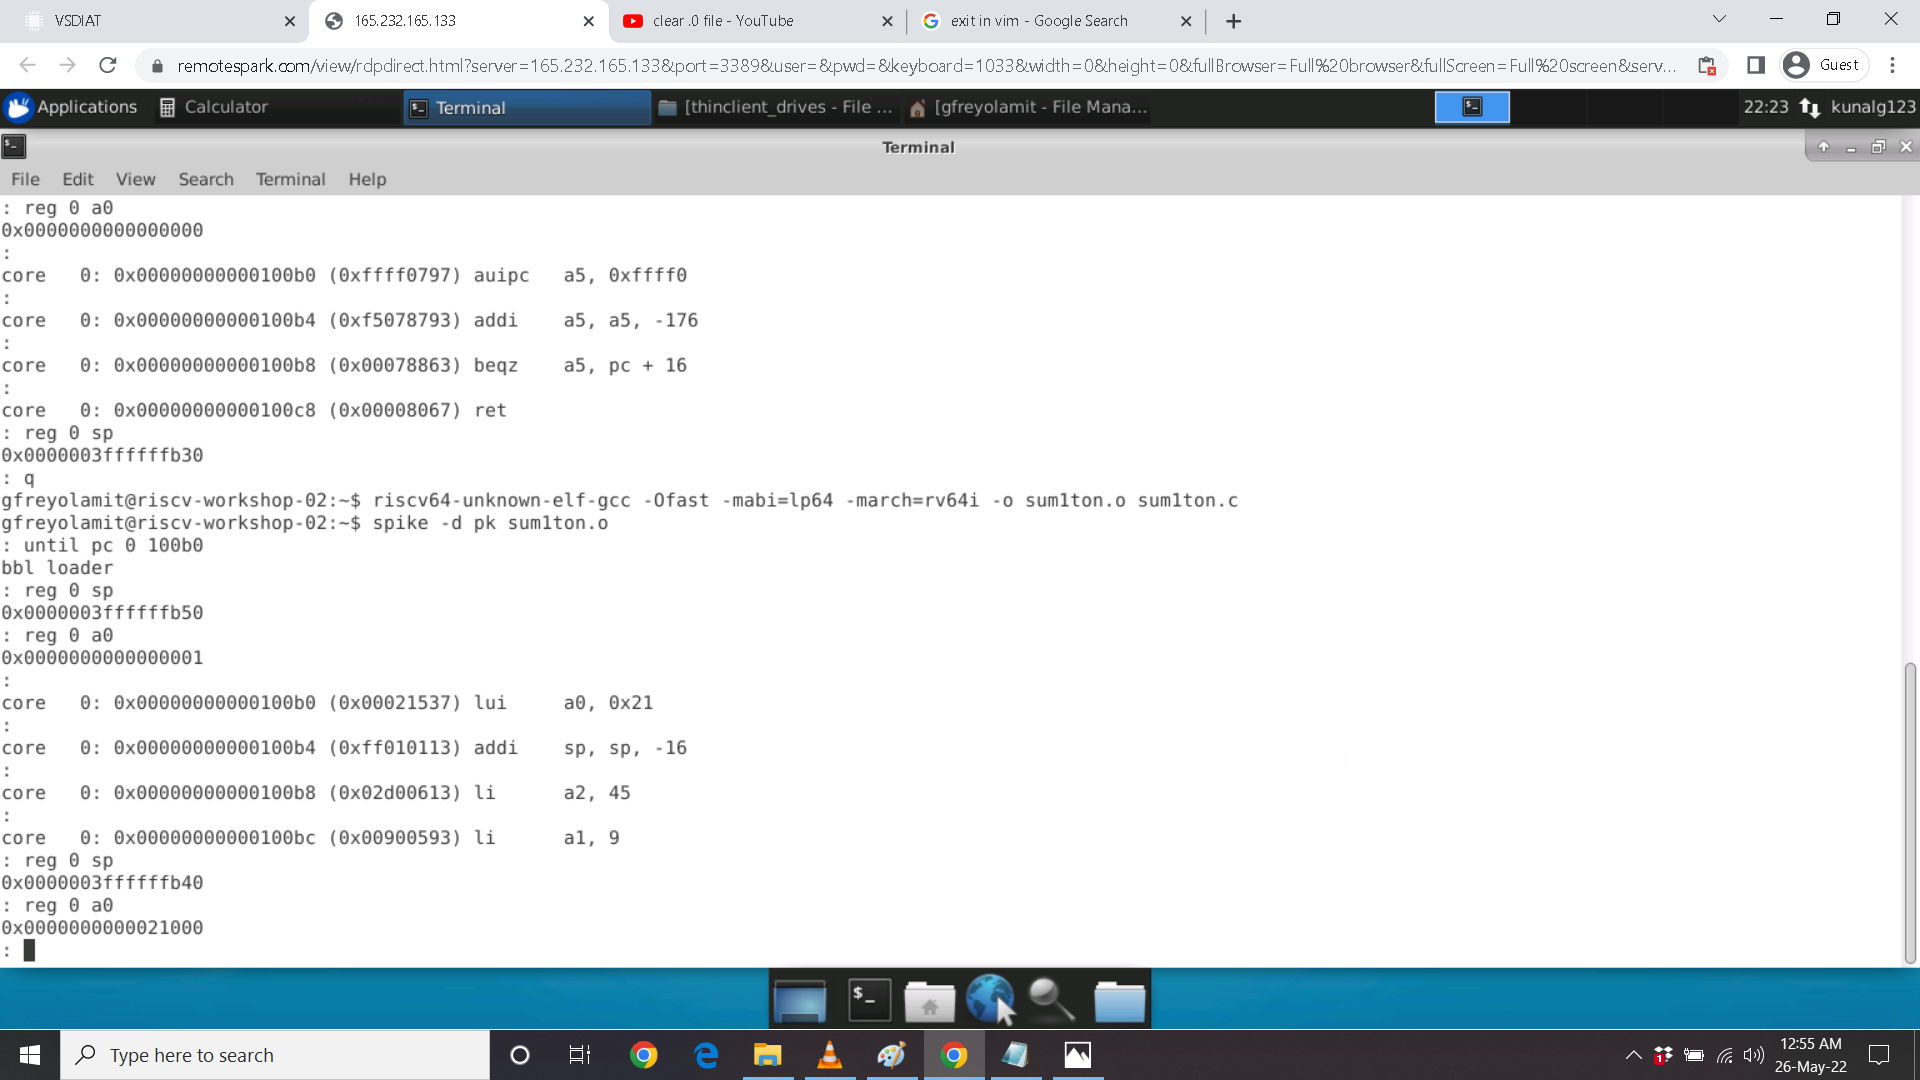 VSDIAT
165.232.165.133
clear .0 file - YouTube
exit in vim - Google Search
remotespark.com/view/rdpdirect.html?server=165.232.165.133&port=3389&user=&pwd=&keyboard=1033&width=0&height=0&fullBrowser=Full%20browser&fullScreen=Full%20screen&serv...
Guest
Applications
Calculator
Terminal
[thinclient_drives - File ...
[gfreyolamit - File Mana...
22:23
kunalg123
Terminal
File Edit View Search Terminal Help
: reg 0 a0
0x0000000000000000
:
core   0: 0x00000000000100b0 (0xffff0797) auipc   a5, 0xffff0
:
core   0: 0x00000000000100b4 (0xf5078793) addi    a5, a5, -176
:
core   0: 0x00000000000100b8 (0x00078863) beqz    a5, pc + 16
:
core   0: 0x00000000000100c8 (0x00008067) ret
: reg 0 sp
0x0000003ffffffb30
: q
gfreyolamit@riscv-workshop-02:~$ riscv64-unknown-elf-gcc -Ofast -mabi=lp64 -march=rv64i -o sum1ton.o sum1ton.c
gfreyolamit@riscv-workshop-02:~$ spike -d pk sum1ton.o
: until pc 0 100b0
bbl loader
: reg 0 sp
0x0000003ffffffb50
: reg 0 a0
0x0000000000000001
:
core   0: 0x00000000000100b0 (0x00021537) lui     a0, 0x21
:
core   0: 0x00000000000100b4 (0xff010113) addi    sp, sp, -16
:
core   0: 0x00000000000100b8 (0x02d00613) li      a2, 45
:
core   0: 0x00000000000100bc (0x00900593) li      a1, 9
: reg 0 sp
0x0000003ffffffb40
: reg 0 a0
0x0000000000021000
:
Type here to search
1
12:55 AM
26-May-22